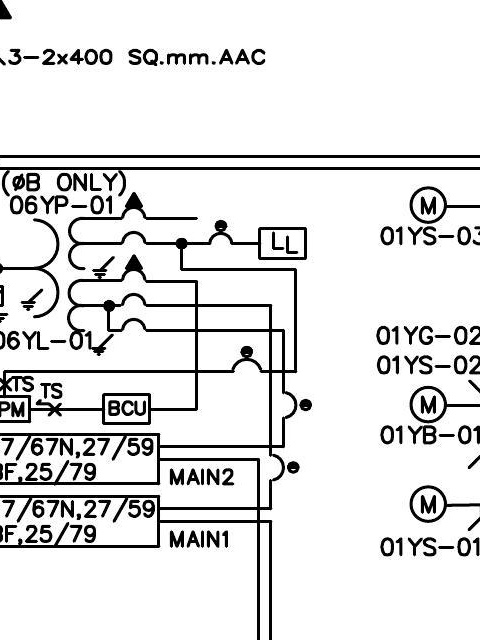 3-2x400 SQ.mm.AAC
(øB ONLY)
06YP-01
M
01YS-03
LL
06YL-01
01YG-02
01YS-02
TS
TS
PM
BCU
M
01YB-01
7/67N,27/59
BF,25/79
MAIN2
7/67N,27/59
BF,25/79
MAIN1
M
01YS-01